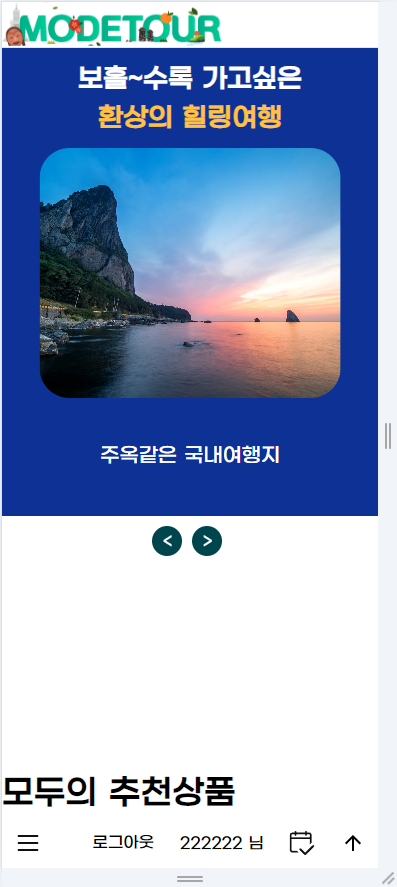 MODETOUR
보흘~수록 가고싶은
환상의 힐링여행
주옥같은 국내여행지
< >
모두의 추천상품
로그아웃 222222 님